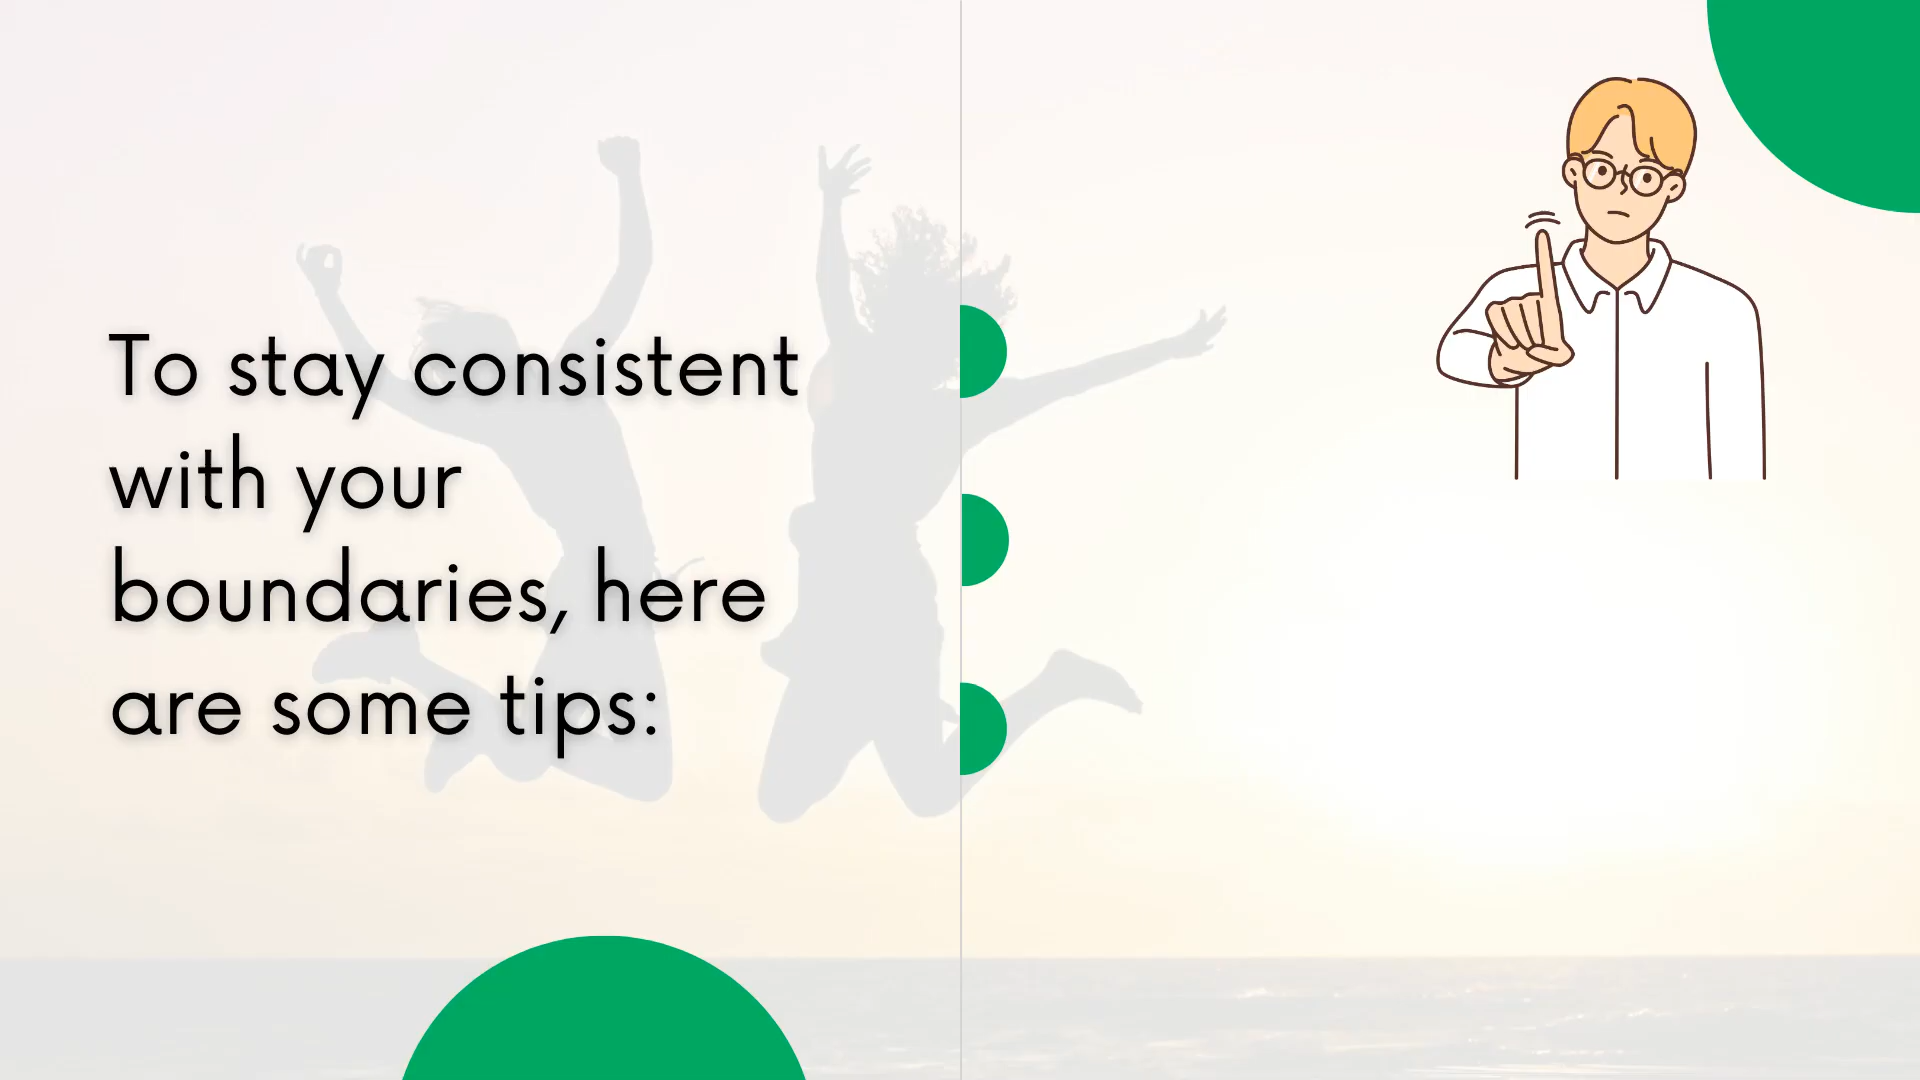 To stay consistent
with your
boundaries, here
are some tips: